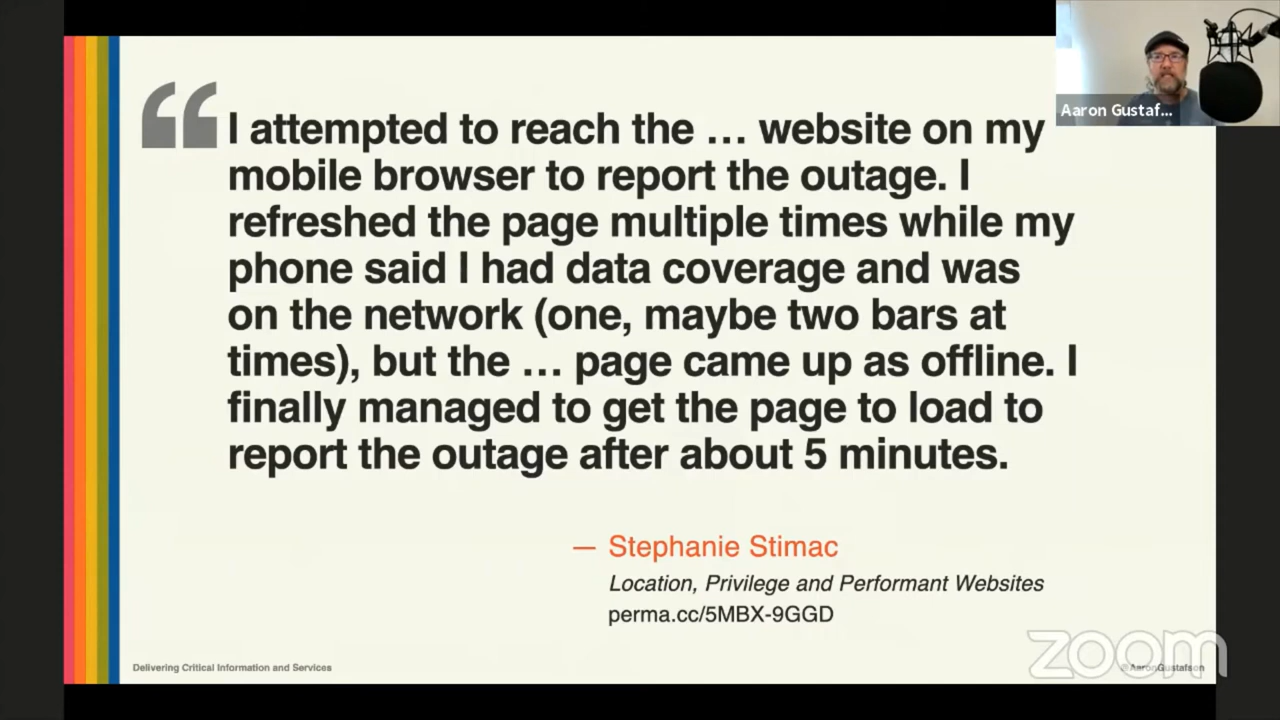 “
I attempted to reach the … website on my
mobile browser to report the outage. I
refreshed the page multiple times while my
phone said I had data coverage and was
on the network (one, maybe two bars at
times), but the … page came up as offline. I
finally managed to get the page to load to
report the outage after about 5 minutes.
— Stephanie Stimac
Location, Privilege and Performant Websites
perma.cc/5MBX-9GGD
Delivering Critical Information and Services
@AaronGustafson
zoom
Aaron Gustaf...